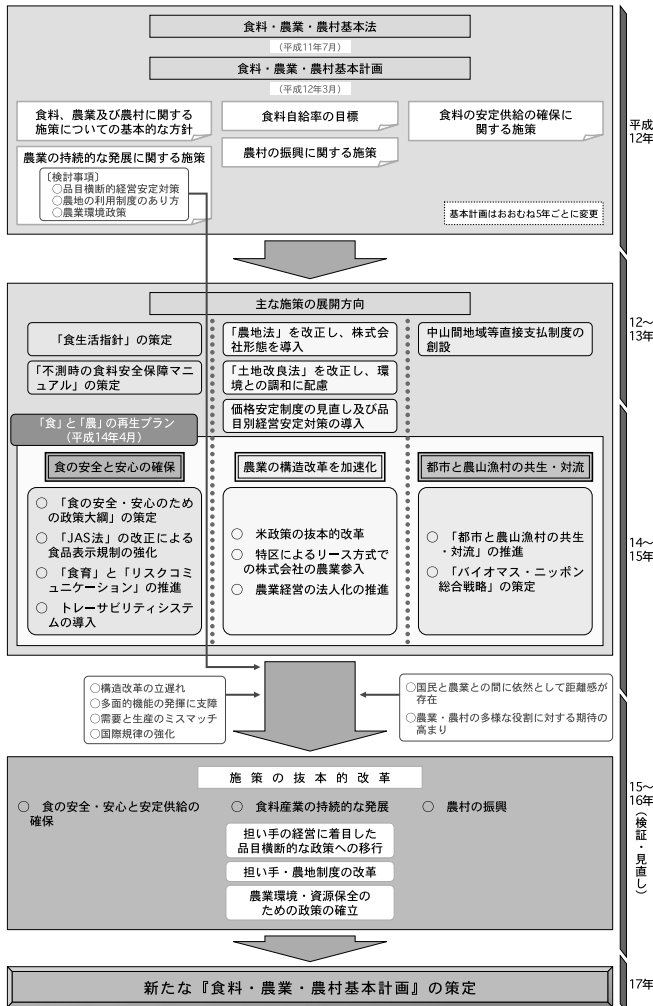 食料・農業・農村基本法
（平成11年7月）
食料・農業・農村基本計画
（平成12年3月）
食料、農業及び農村に関する
施策についての基本的な方針
食料自給率の目標
食料の安定供給の確保に
関する施策
農業の持続的な発展に関する施策
〔検討事項〕
○品目横断的経営安定対策
○農地の利用制度のあり方
○農業環境政策
農村の振興に関する施策
基本計画はおおむね5年ごとに変更
平成
12年
主な施策の展開方向
「食生活指針」の策定
「不測時の食料安全保障マニ
ュアル」の策定
「農地法」を改正し、株式会
社形態を導入
「土地改良法」を改正し、環
境との調和に配慮
価格安定制度の見直し及び品
目別経営安定対策の導入
中山間地域等直接支払制度の
創設
12〜
13年
「食」と「農」の再生プラン
（平成14年4月）
食の安全と安心の確保
○　「食の安全・安心のため
の政策大綱」の策定
○　「JAS法」の改正による
食品表示規制の強化
○　「食育」と「リスクコミ
ュニケーション」の推進
○　トレーサビリティシステ
ムの導入
農業の構造改革を加速化
○　米政策の抜本的改革
○　特区によるリース方式で
の株式会社の農業参入
○　農業経営の法人化の推進
都市と農山漁村の共生・対流
○　「都市と農山漁村の共生
・対流」の推進
○　「バイオマス・ニッポン
総合戦略」の策定
14〜
15年
○構造改革の立遅れ
○多面的機能の発揮に支障
○需要と生産のミスマッチ
○国際規律の強化
○国民と農業との間に依然として距離感が
存在
○農業・農村の多様な役割に対する期待の
高まり
施策の抜本的改革
○　食の安全・安心と安定供給の
確保
○　食料産業の持続的な発展
○　農村の振興
担い手の経営に着目した
品目横断的な政策への移行
担い手・農地制度の改革
農業環境・資源保全の
ための政策の確立
15〜
16年
（検証・見直し）
新たな『食料・農業・農村基本計画』の策定
17年